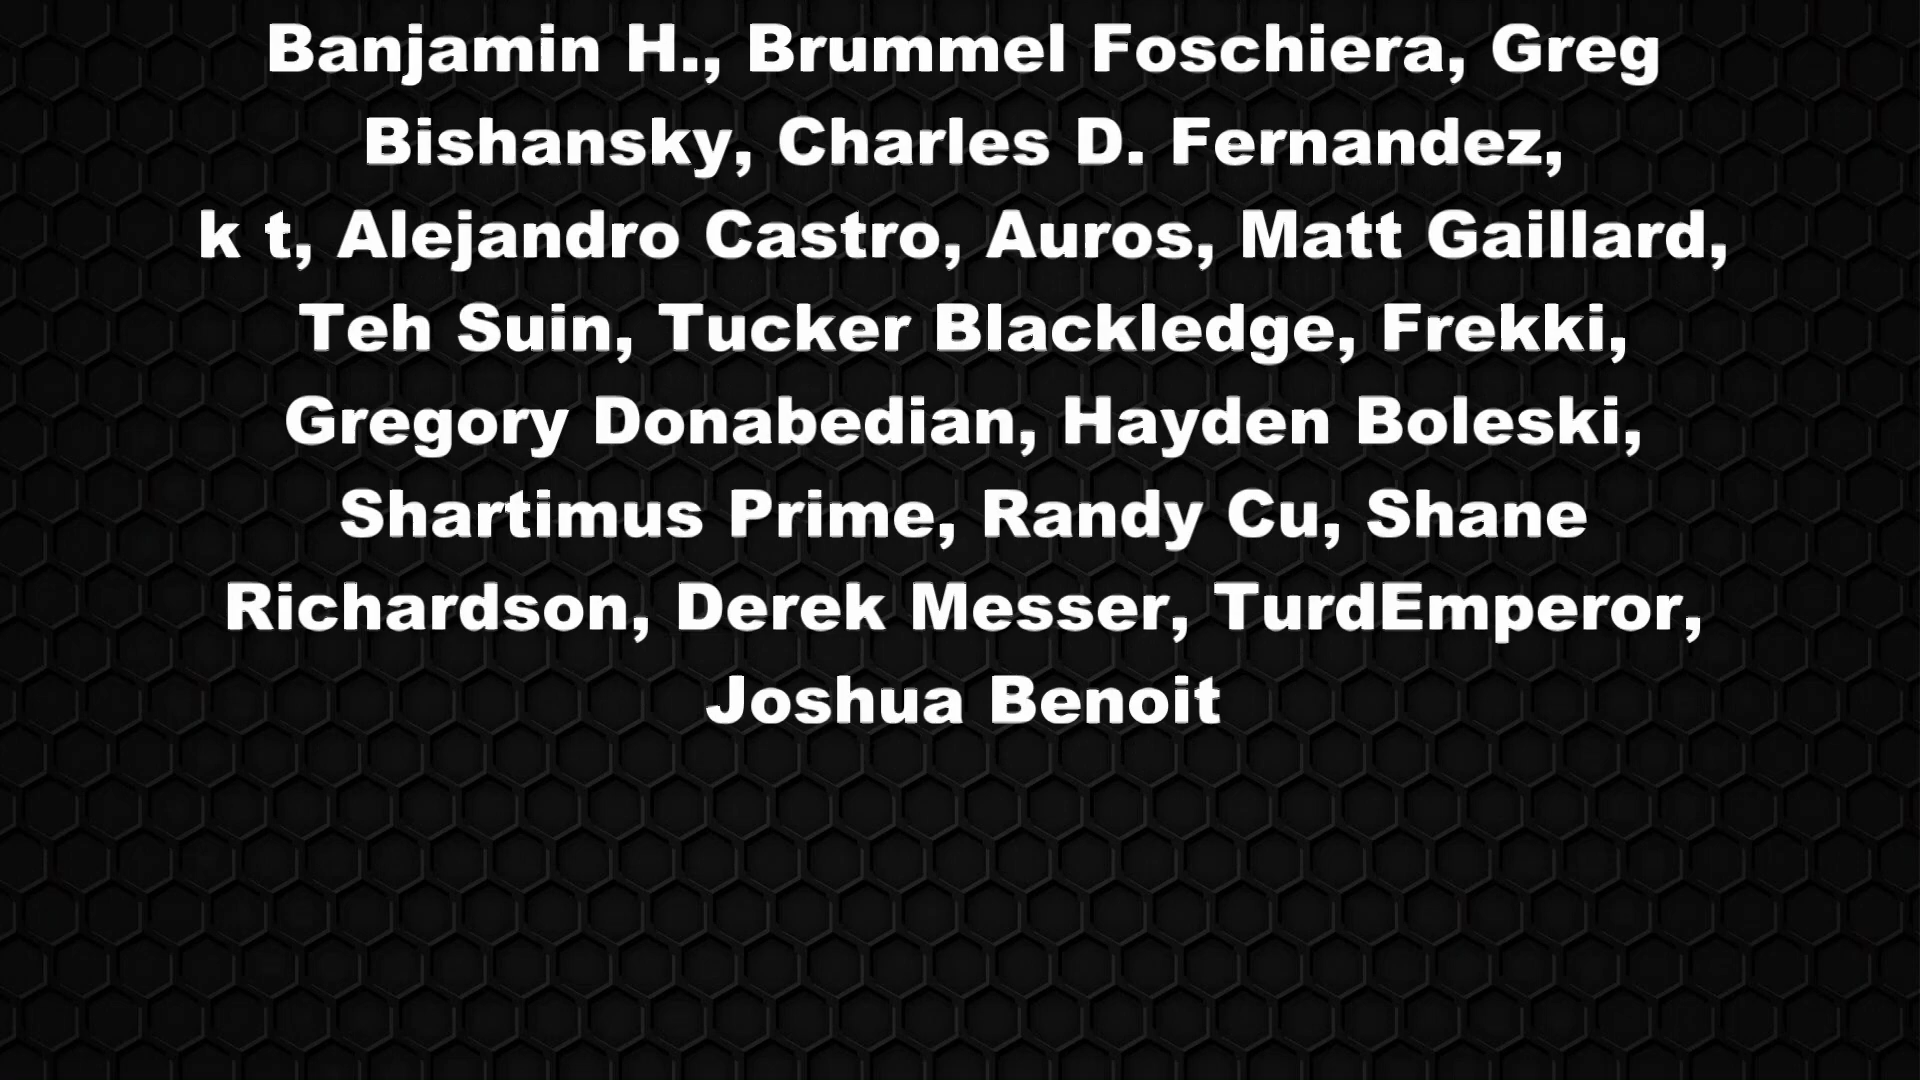 Banjamin H., Brummel Foschiera, Greg
Bishansky, Charles D. Fernandez,
k t, Alejandro Castro, Auros, Matt Gaillard,
Teh Suin, Tucker Blackledge, Frekki,
Gregory Donabedian, Hayden Boleski,
Shartimus Prime, Randy Cu, Shane
Richardson, Derek Messer, TurdEmperor,
Joshua Benoit